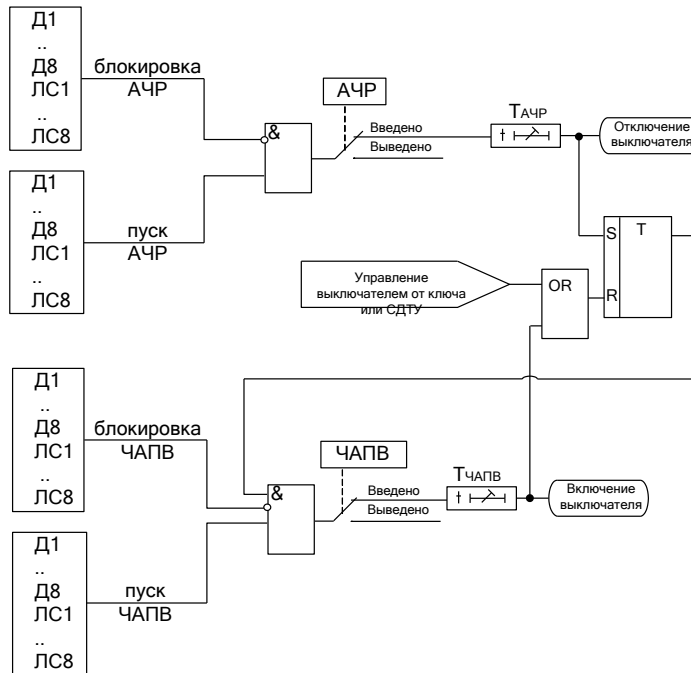 Д1
..
Д8
ЛС1
..
ЛС8
блокировка
АЧР
&
АЧР
Введено
Выведено
TАЧР
t
Отключение
выключателя
Д1
..
Д8
ЛС1
..
ЛС8
пуск
АЧР
S
T
R
Управление
выключателем от ключа
или СДТУ
OR
Д1
..
Д8
ЛС1
..
ЛС8
блокировка
ЧАПВ
&
ЧАПВ
Введено
Выведено
TЧАПВ
t
Включение
выключателя
Д1
..
Д8
ЛС1
..
ЛС8
пуск
ЧАПВ